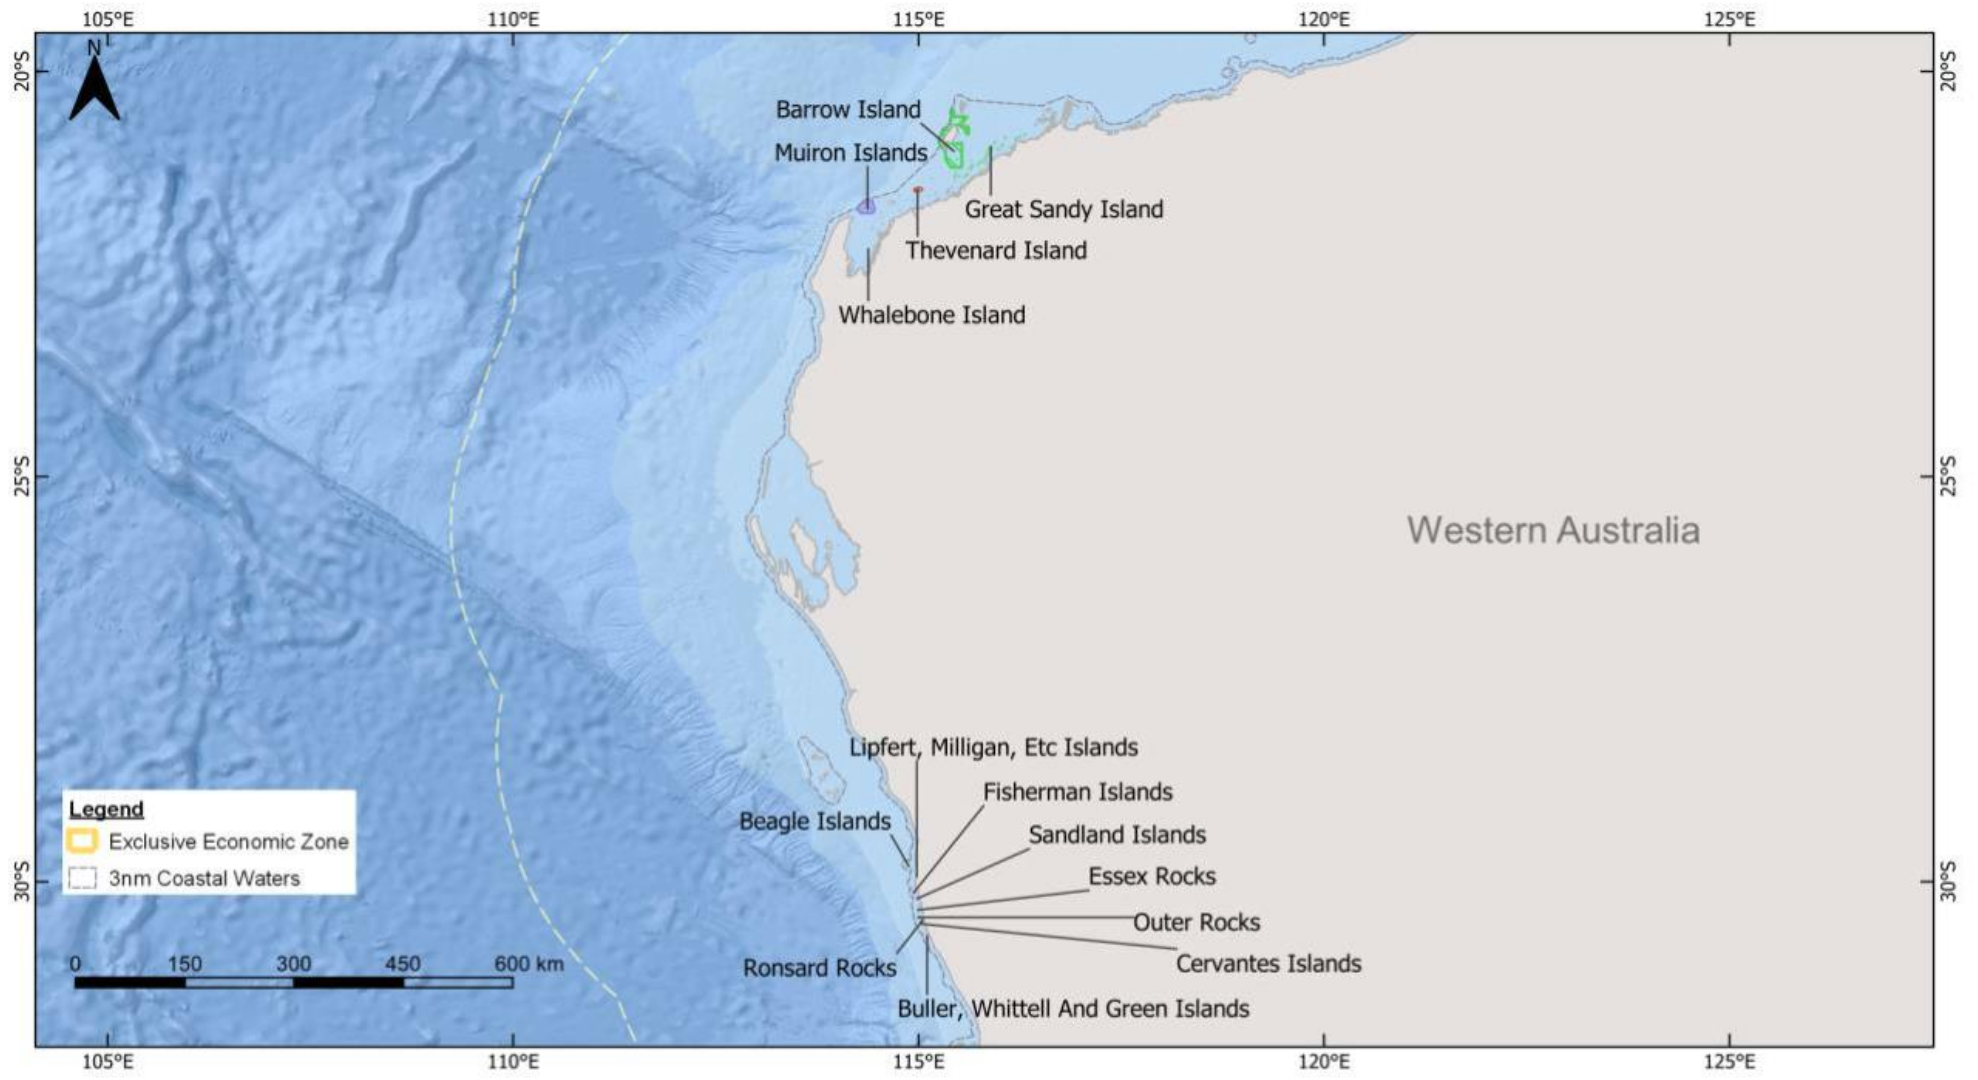 105°E 110°E 115°E 120°E 125°E
N
20°S 20°S
Barrow Island
Muiron Islands
Great Sandy Island
Thevenard Island
Whalebone Island
25°S 25°S
Western Australia
Lipfert, Milligan, Etc Islands
Fisherman Islands
Beagle Islands
Sandland Islands
Essex Rocks
Outer Rocks
Cervantes Islands
Ronsard Rocks
Buller, Whittell And Green Islands
Legend
Exclusive Economic Zone
3nm Coastal Waters
30°S 30°S
0 150 300 450 600 km
105°E 110°E 115°E 120°E 125°E